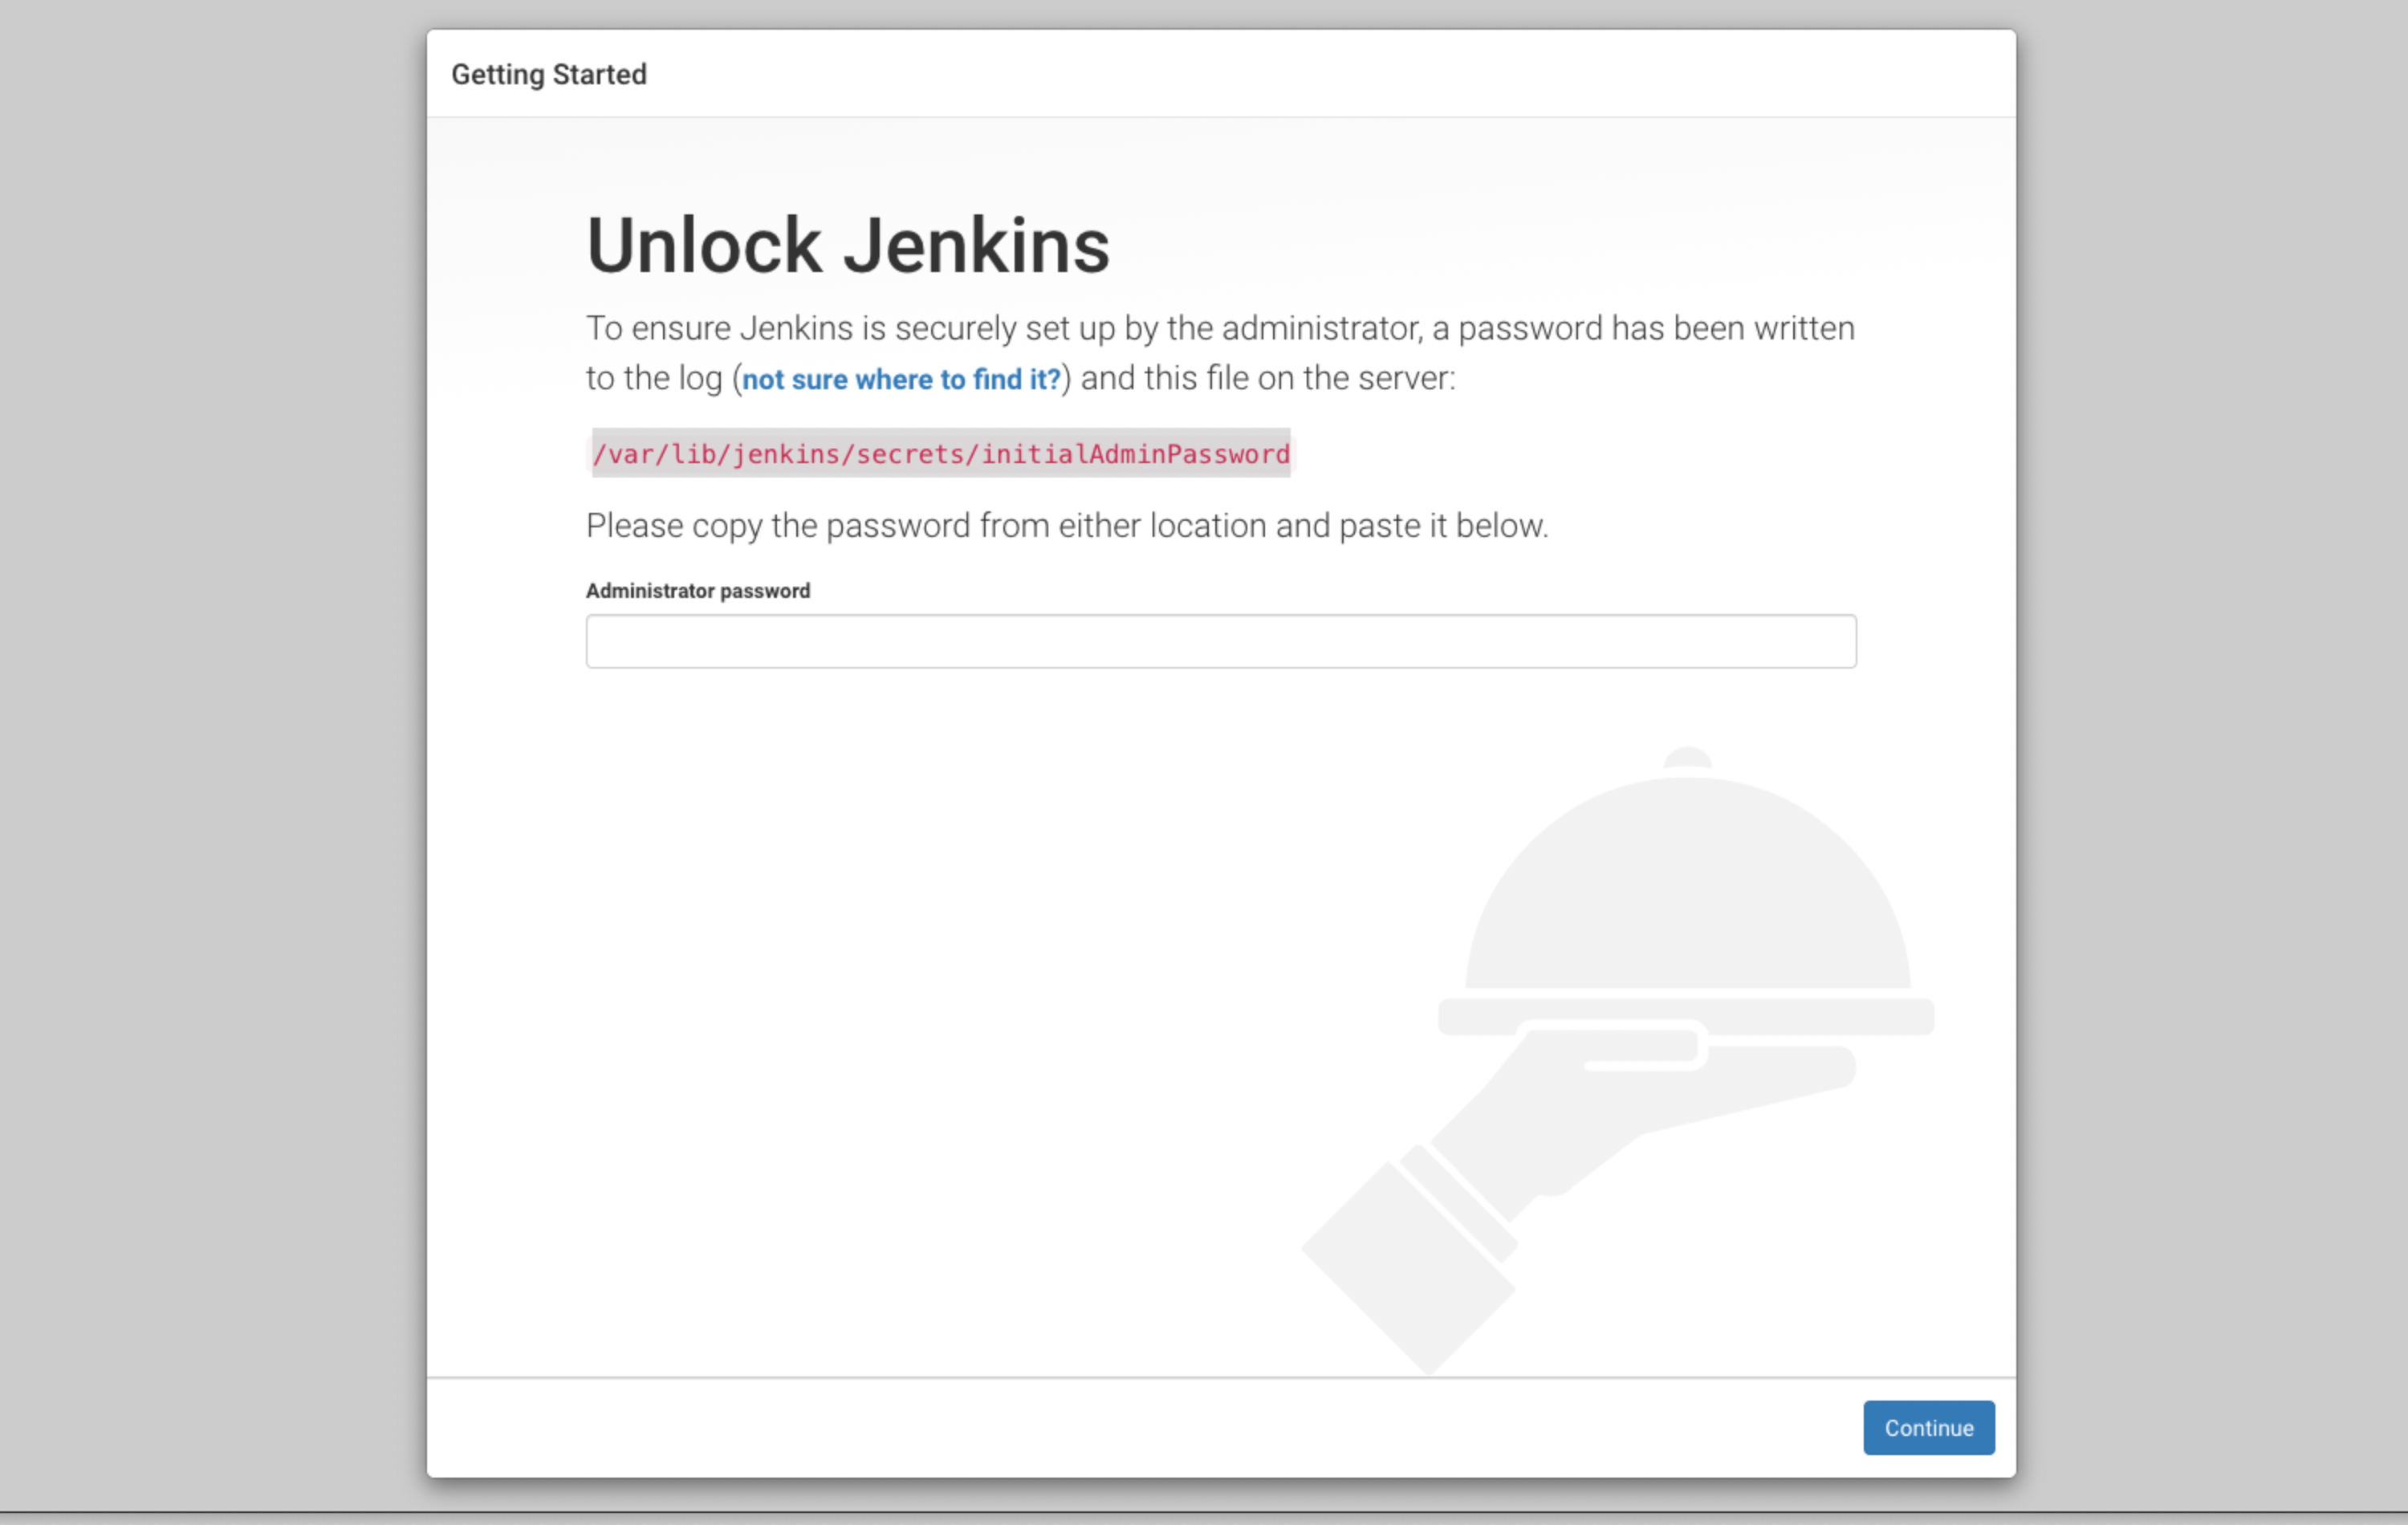 Getting Started
Unlock Jenkins
To ensure Jenkins is securely set up by the administrator, a password has been written
to the log (not sure where to find it?) and this file on the server:
/var/lib/jenkins/secrets/initialAdminPassword
Please copy the password from either location and paste it below.
Administrator password
Continue